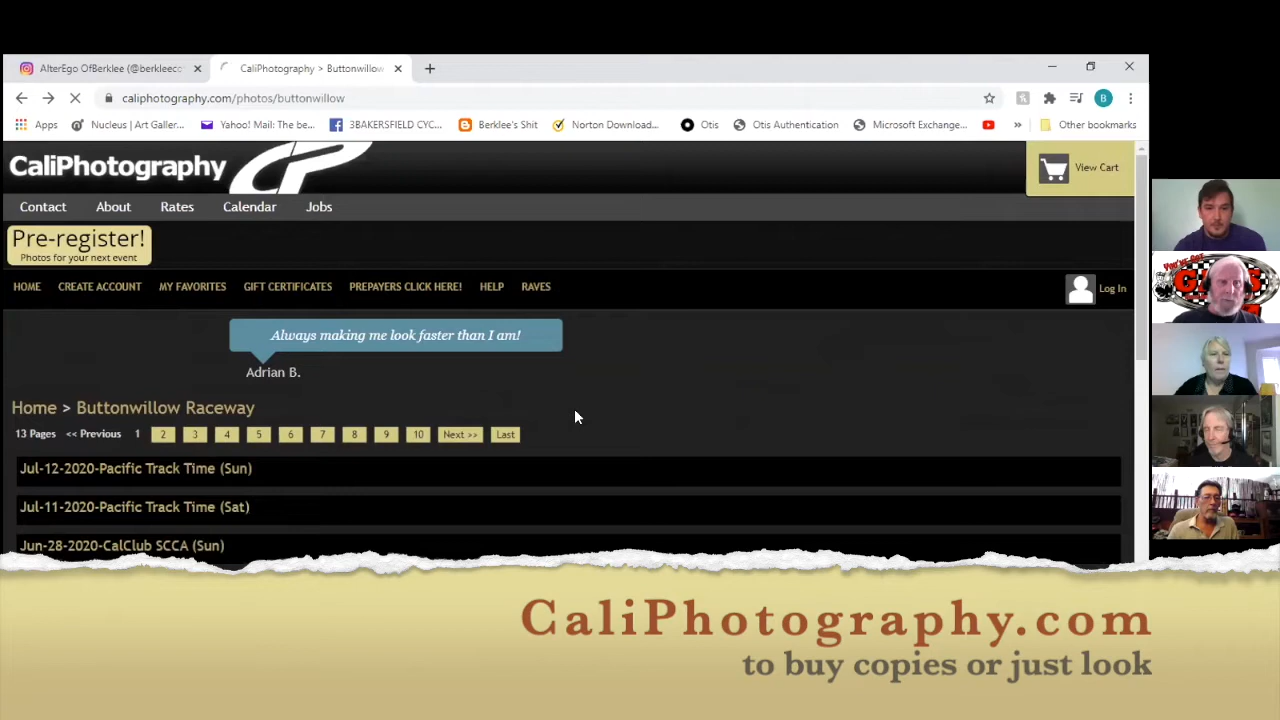 AlterEgo OfBerklee (@berkleeco
CaliPhotography > Buttonwillow
caliphotography.com/photos/buttonwillow
B
Apps
Nucleus | Art Galler...
Yahoo! Mail: The be...
3BAKERSFIELD CYC...
Berklee's Shit
Norton Download...
Otis
Otis Authentication
Microsoft Exchange...
»
Other bookmarks
CaliPhotography
View Cart
Contact About Rates Calendar Jobs
Pre-register!
Photos for your next event
HOME CREATE ACCOUNT MY FAVORITES GIFT CERTIFICATES PREPAYERS CLICK HERE! HELP RAVES
Log In
Always making me look faster than I am!
Adrian B.
Home > Buttonwillow Raceway
13 Pages << Previous 1 2 3 4 5 6 7 8 9 10 Next >> Last
Jul-12-2020-Pacific Track Time (Sun)
Jul-11-2020-Pacific Track Time (Sat)
Jun-28-2020-CalClub SCCA (Sun)
You've Got
CaliPhotography.com
to buy copies or just look